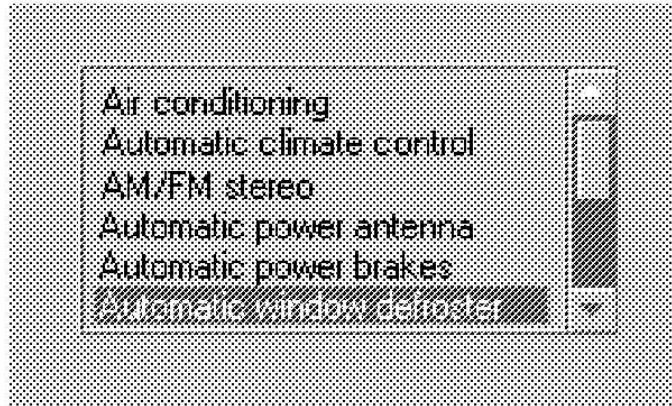 Air conditioning
Automatic climate control
AM/FM stereo
Automatic power antenna
Automatic power brakes
Automatic window defroster